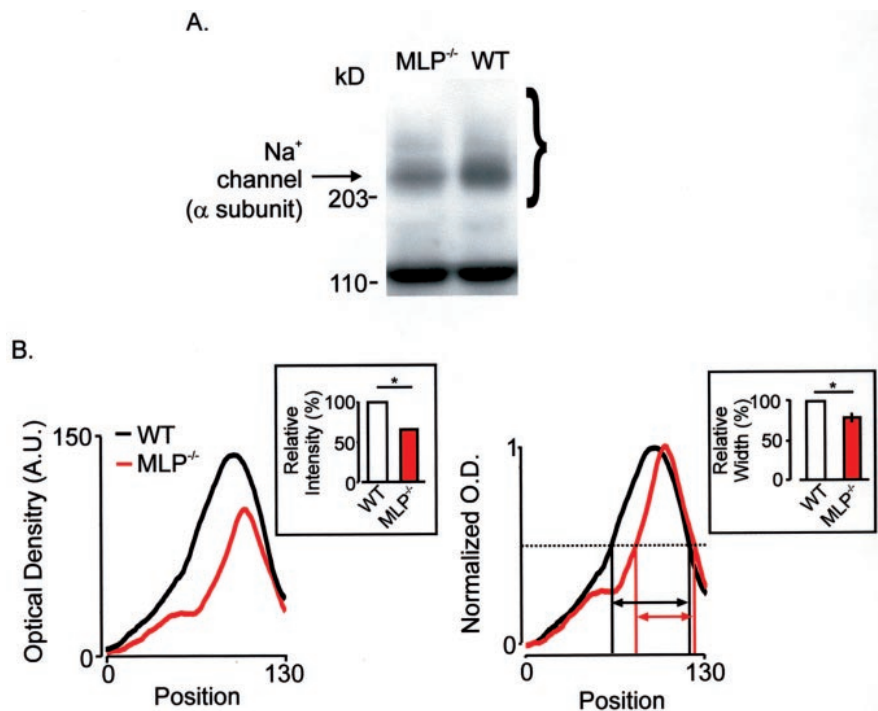 A.
kD
MLP-/- WT
Na+
channel
(α subunit)
203-
110-
B.
150
WT
MLP-/-
Optical Densitry (A.U.)
0
0
130
Position
Relative
Intensity (%)
100
50
0
*
WT
MLP-/-
Normalized O.D.
1
0
0
130
Position
Relative
Width (%)
100
50
0
*
WT
MLP-/-